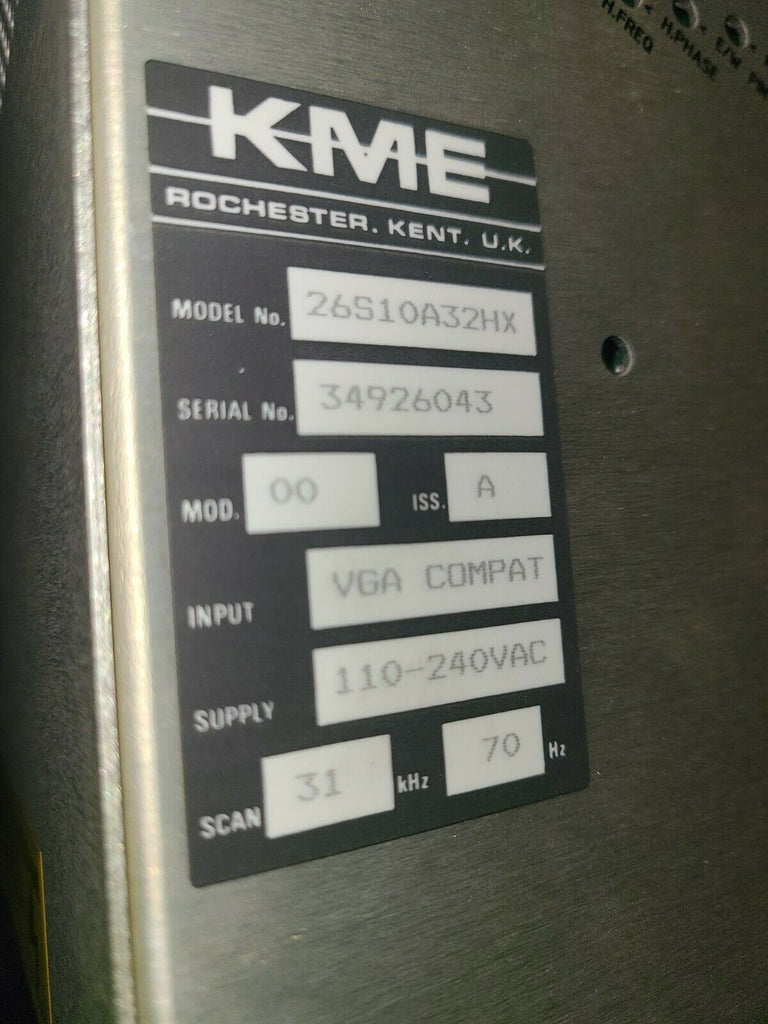 H.FREQ
H.PHASE
E/W
KME
ROCHESTER. KENT. U.K.
MODEL No. 26S10A32HX
SERIAL No. 34926043
MOD. 00 ISS. A
INPUT VGA COMPAT
SUPPLY 110-240VAC
SCAN 31 kHz 70 Hz